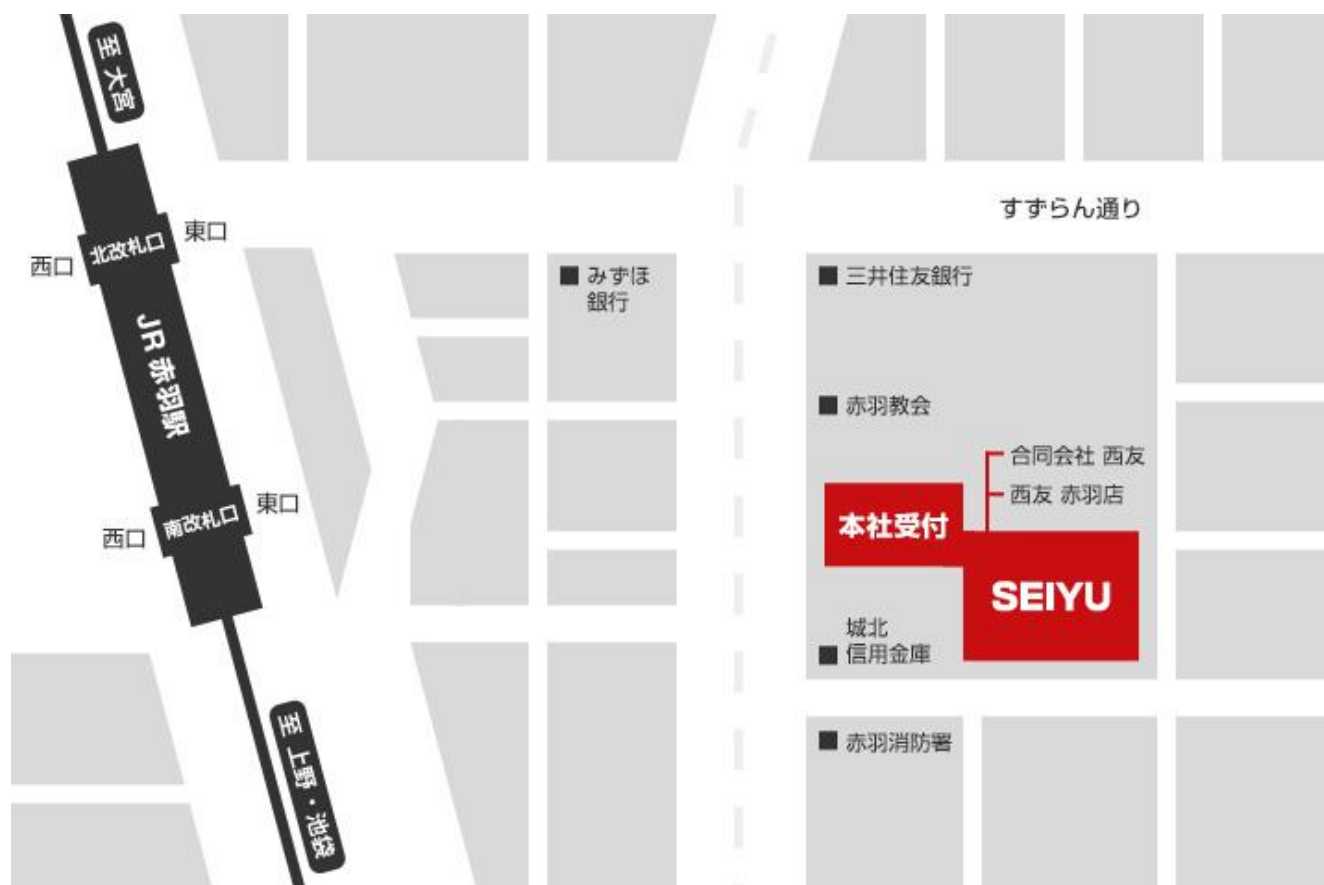 至 大宮
すずらん通り
東口
北改札口
西口
みずほ
銀行
三井住友銀行
JR 赤羽駅
赤羽教会
合同会社 西友
西友 赤羽店
東口
南改札口
西口
本社受付
SEIYU
城北
信用金庫
至 上野・池袋
赤羽消防署